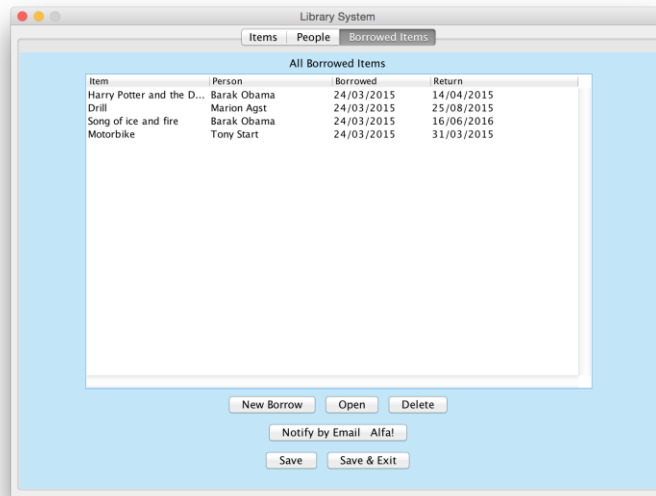 Library System
Items People Borrowed Items
All Borrowed Items
Item Person Borrowed Return
Harry Potter and the D... Barak Obama 24/03/2015 14/04/2015
Drill Marion Agst 24/03/2015 25/08/2015
Song of ice and fire Barak Obama 24/03/2015 16/06/2016
Motorbike Tony Start 24/03/2015 31/03/2015
New Borrow Open Delete
Notify by Email Alfa!
Save Save & Exit